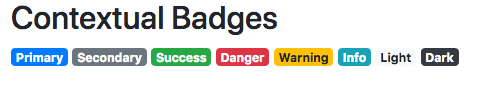 Contextual Badges
Primary Secondary Success Danger Warning Info Light Dark